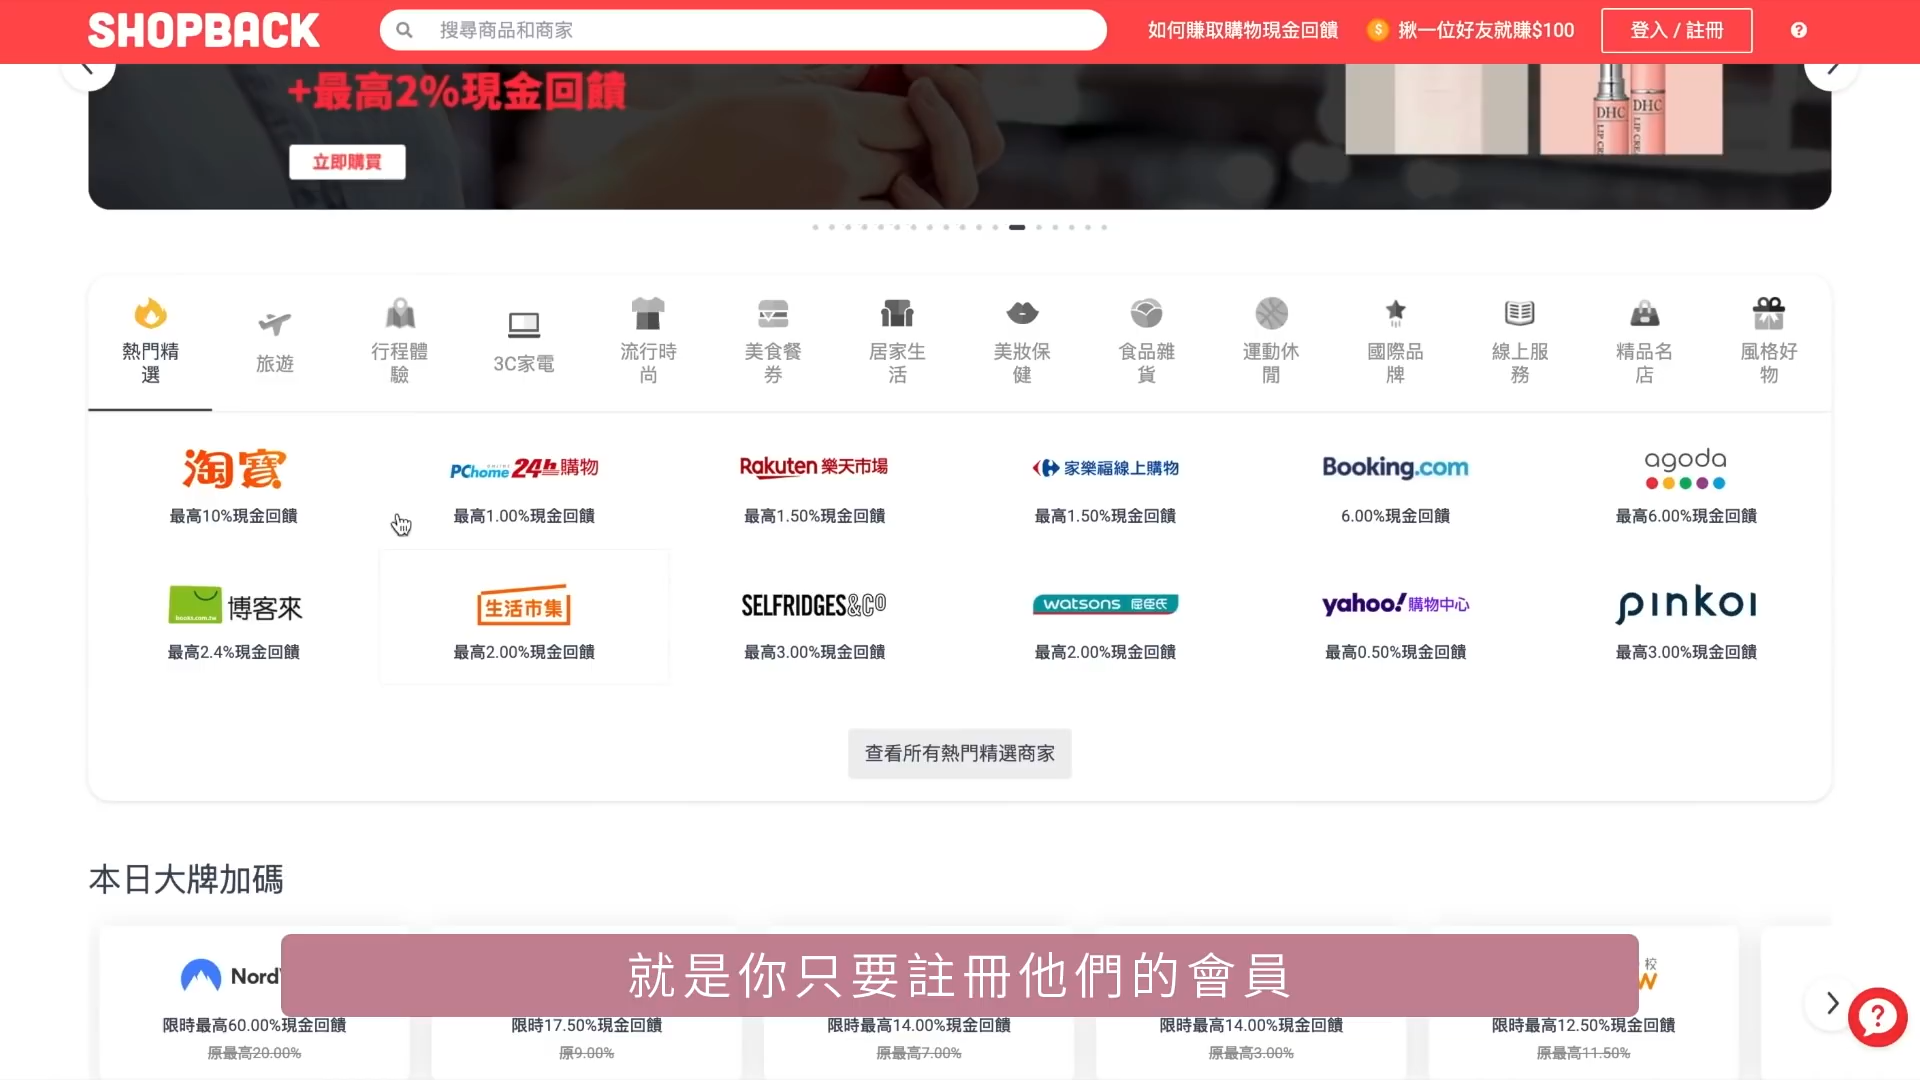 SHOPBACK
搜尋商品和商家
如何賺取購物現金回饋
揪一位好友就賺$100
登入 / 註冊
+最高2%現金回饋
立即購買
DHC
DHC
熱門精選
旅遊
行程體驗
3C家電
流行時尚
美食餐券
居家生活
美妝保健
食品雜貨
運動休閒
國際品牌
線上服務
精品名店
風格好物
淘寶
最高10%現金回饋
PChome 24h購物
最高1.00%現金回饋
Rakuten 樂天市場
最高1.50%現金回饋
家樂福線上購物
最高1.50%現金回饋
Booking.com
6.00%現金回饋
agoda
最高6.00%現金回饋
books.com.tw 博客來
最高2.4%現金回饋
生活市集
最高2.00%現金回饋
SELFRIDGES&CO
最高3.00%現金回饋
watsons 屈臣氏
最高2.00%現金回饋
yahoo!購物中心
最高0.50%現金回饋
pinkoi
最高3.00%現金回饋
查看所有熱門精選商家
本日大牌加碼
Nord
校
W
就是你只要註冊他們的會員
限時最高60.00%現金回饋
原最高20.00%
限時17.50%現金回饋
原9.00%
限時最高14.00%現金回饋
原最高7.00%
限時最高14.00%現金回饋
原最高3.00%
限時最高12.50%現金回饋
原最高11.50%